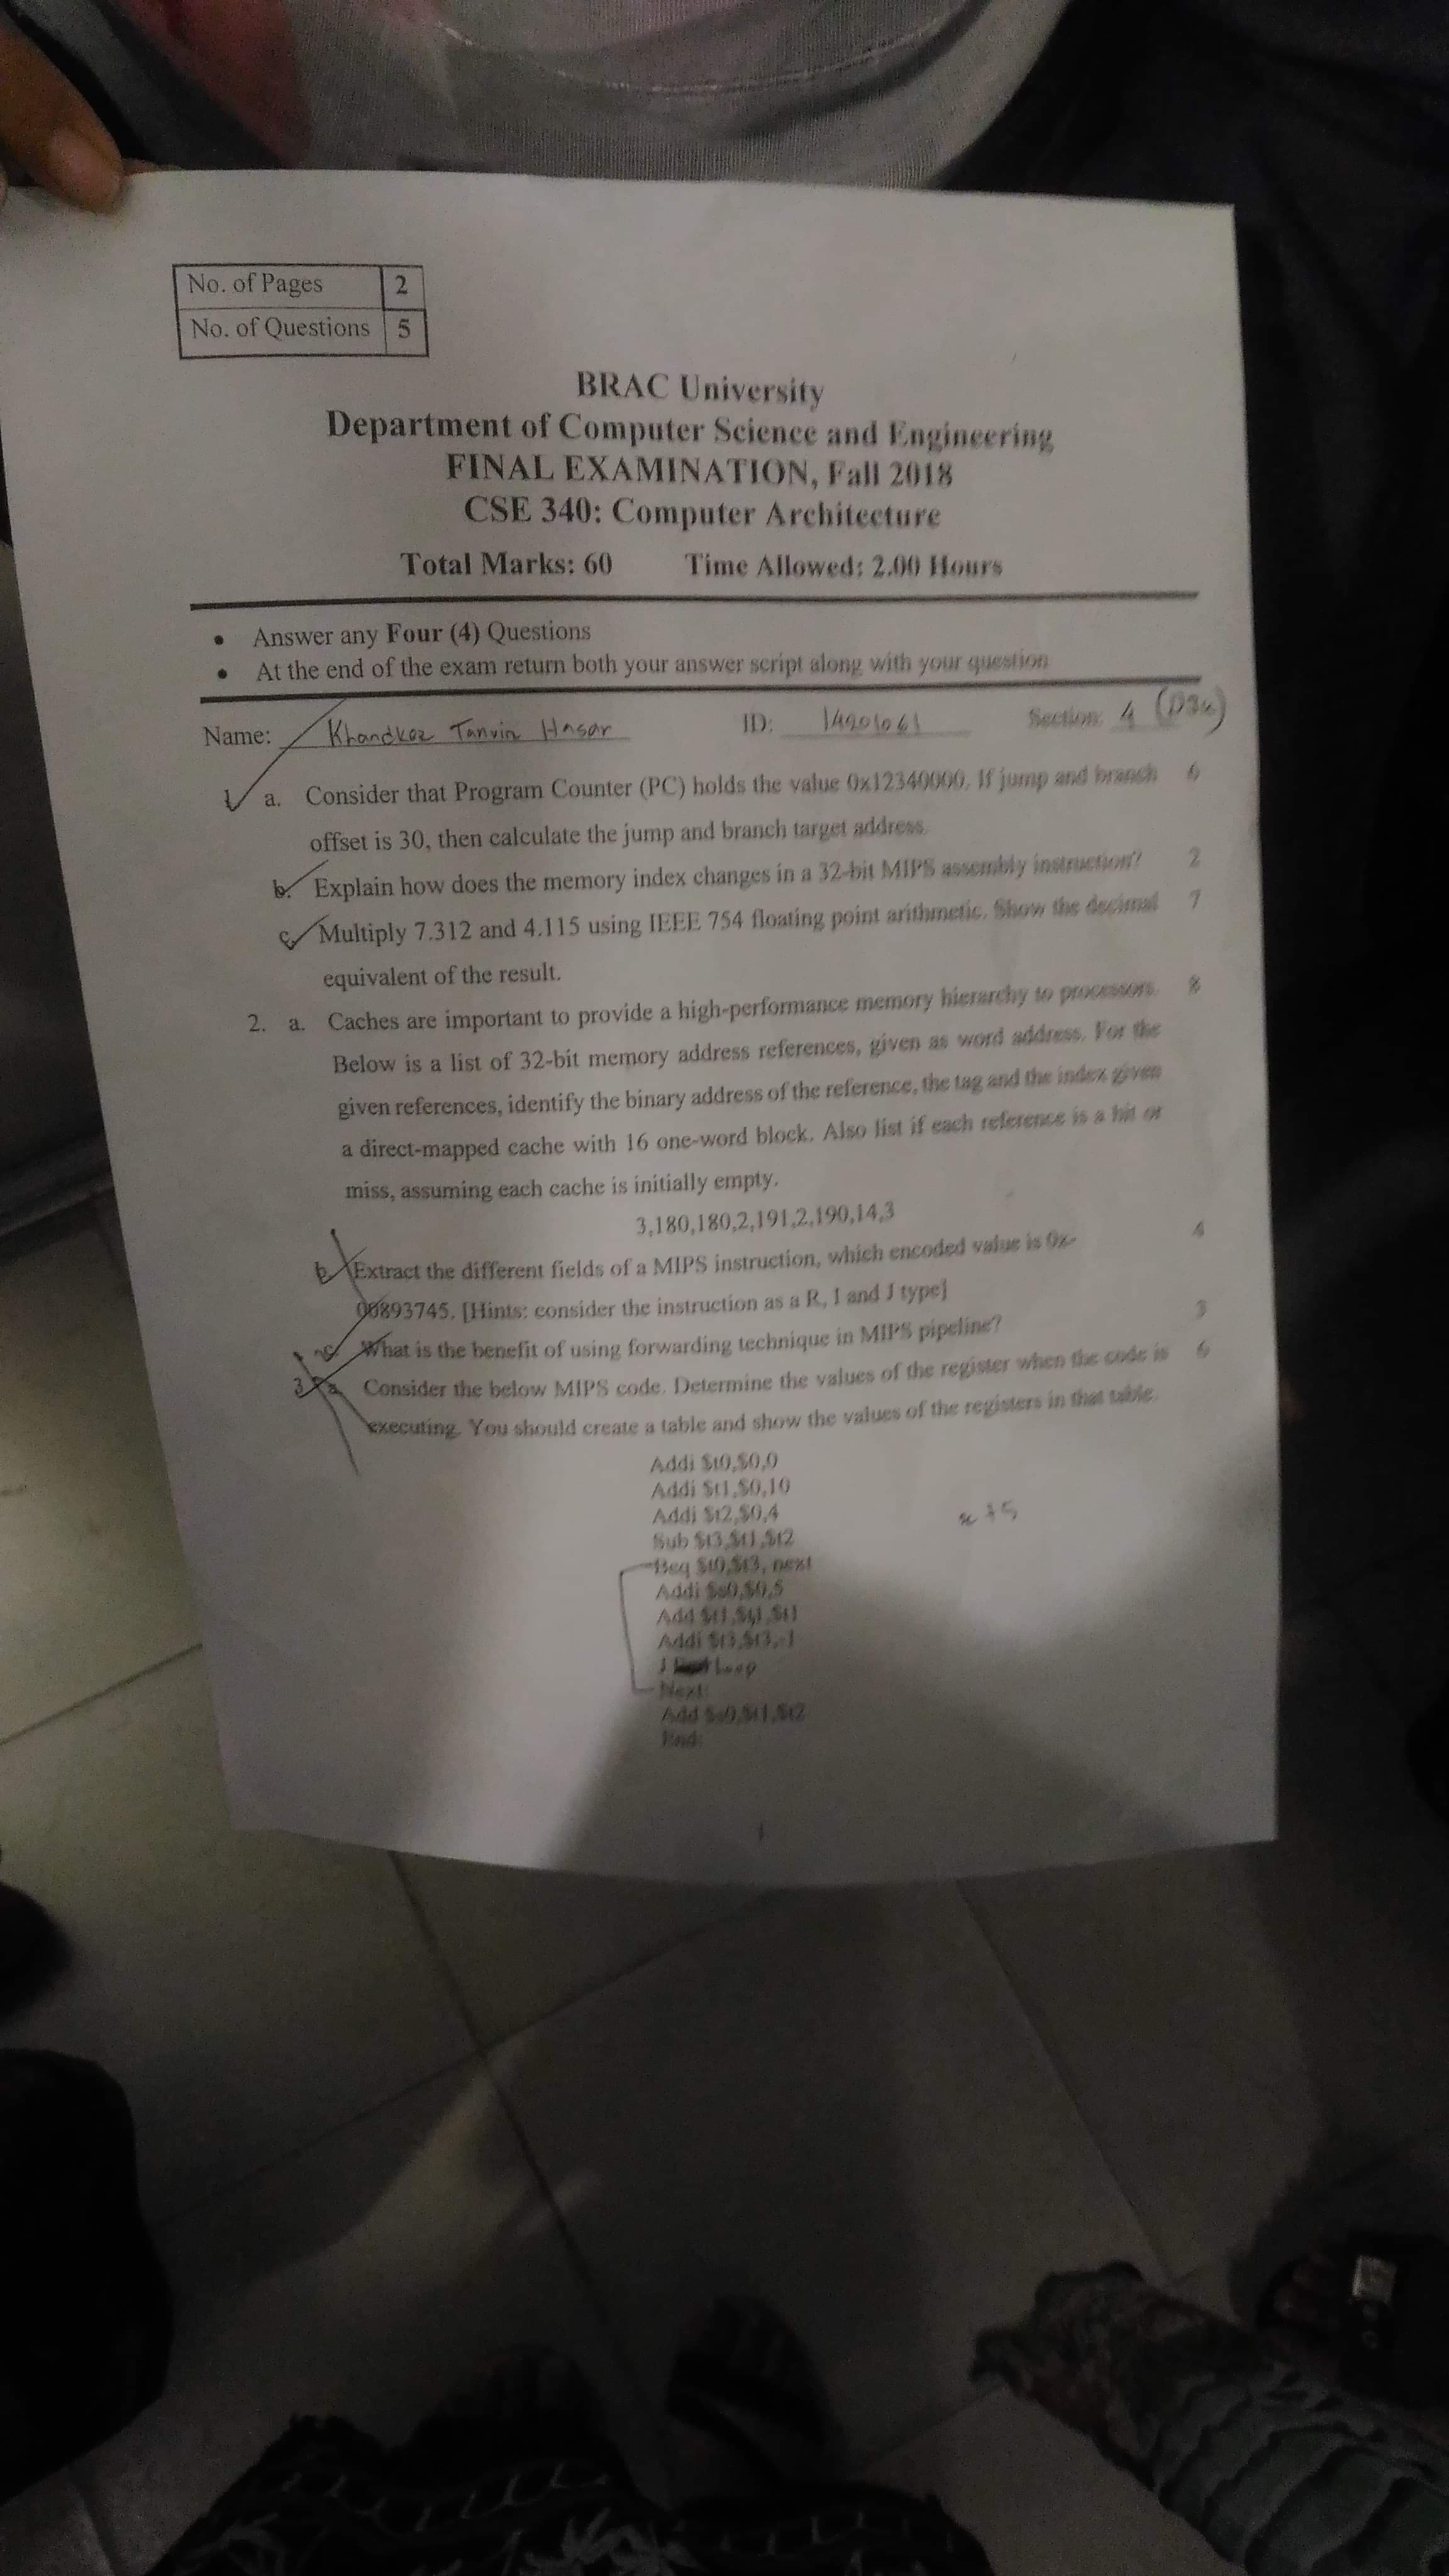 No. of Pages 2
No. of Questions 5
BRAC University
Department of Computer Science and Engineering
FINAL EXAMINATION, Fall 2018
CSE 340: Computer Architecture
Total Marks: 60 Time Allowed: 2.00 Hours
• Answer any Four (4) Questions
• At the end of the exam return both your answer script along with your question
Name: Khandker Tanvir Hasar ID: Section: 4
1. a. Consider that Program Counter (PC) holds the value 0x12340000. If jump and branch 6
offset is 30, then calculate the jump and branch target address.
b. Explain how does the memory index changes in a 32-bit MIPS assembly instruction? 2
c. Multiply 7.312 and 4.115 using IEEE 754 floating point arithmetic. Show the decimal 7
equivalent of the result.
2. a. Caches are important to provide a high-performance memory hierarchy to processors. 8
Below is a list of 32-bit memory address references, given as word address. For the
given references, identify the binary address of the reference, the tag and the index given
a direct-mapped cache with 16 one-word block. Also list if each reference is a hit or
miss, assuming each cache is initially empty.
3,180,180,2,191,2,190,14,3
b. Extract the different fields of a MIPS instruction, which encoded value is 0x- 4
00893745. [Hints: consider the instruction as a R, I and J type]
c. What is the benefit of using forwarding technique in MIPS pipeline? 3
3. a. Consider the below MIPS code. Determine the values of the register when the code is 6
executing. You should create a table and show the values of the registers in that table.
Addi $t0,$0,0
Addi $t1,$0,10
Addi $t2,$0,4
Sub $t3,$t1,$t2
Beq $t0,$t3, next
Addi $s0,$0,5
Add $t1,$t1,$t1
Addi $t3,$t3,-1
J Loop
Next:
Add $s0,$t1,$t2
End:
1